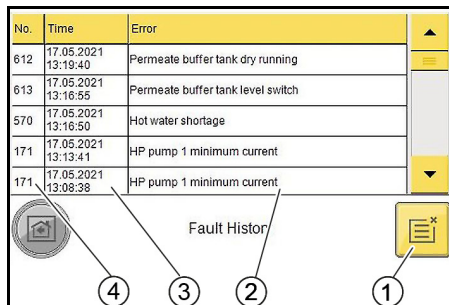 No. Time Error
612 17.05.2021 13:19:40 Permeate buffer tank dry running
613 17.05.2021 13:16:55 Permeate buffer tank level switch
570 17.05.2021 13:16:50 Hot water shortage
171 17.05.2021 13:13:41 HP pump 1 minimum current
171 17.05.2021 13:08:38 HP pump 1 minimum current
Fault Histor
4 3 2 1